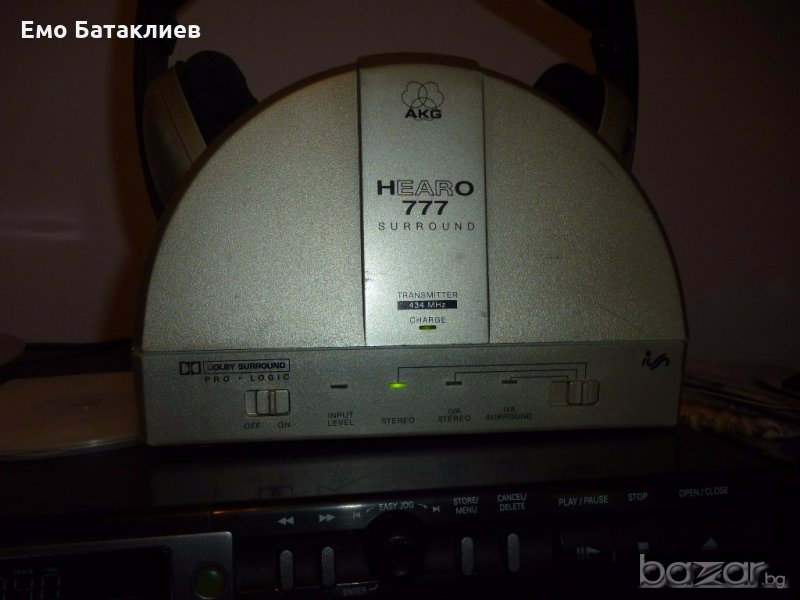 Емо Батаклиев
AKG
HEARO
777
SURROUND
TRANSMITTER
434 MHz
CHARGE
DOLBY SURROUND
PRO · LOGIC
OFF ON
INPUT LEVEL
STEREO
IVA STEREO
IVA SURROUND
EASY JOG
STORE/
MENU
CANCEL/
DELETE
PLAY / PAUSE
STOP
OPEN / CLOSE
ENTER
bazar.bg